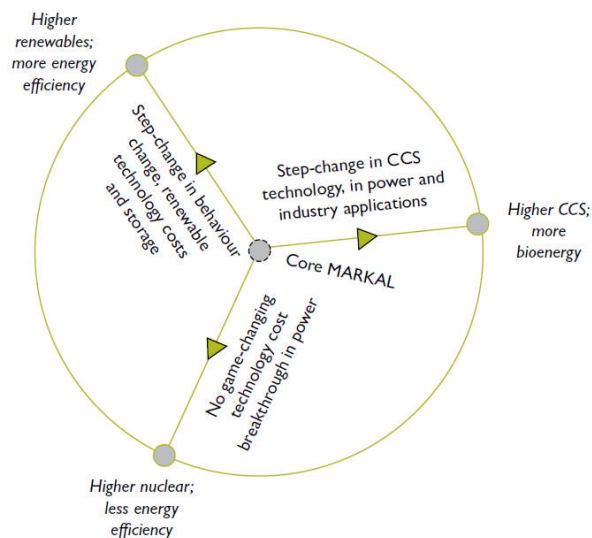 Higher
renewables;
more energy
efficiency
Step-change in behaviour
change, renewable
technology costs
and storage
Step-change in CCS
technology, in power and
industry applications
Higher CCS;
more
bioenergy
Core MARKAL
No game-changing
technology cost
breakthrough in power
Higher nuclear;
less energy
efficiency